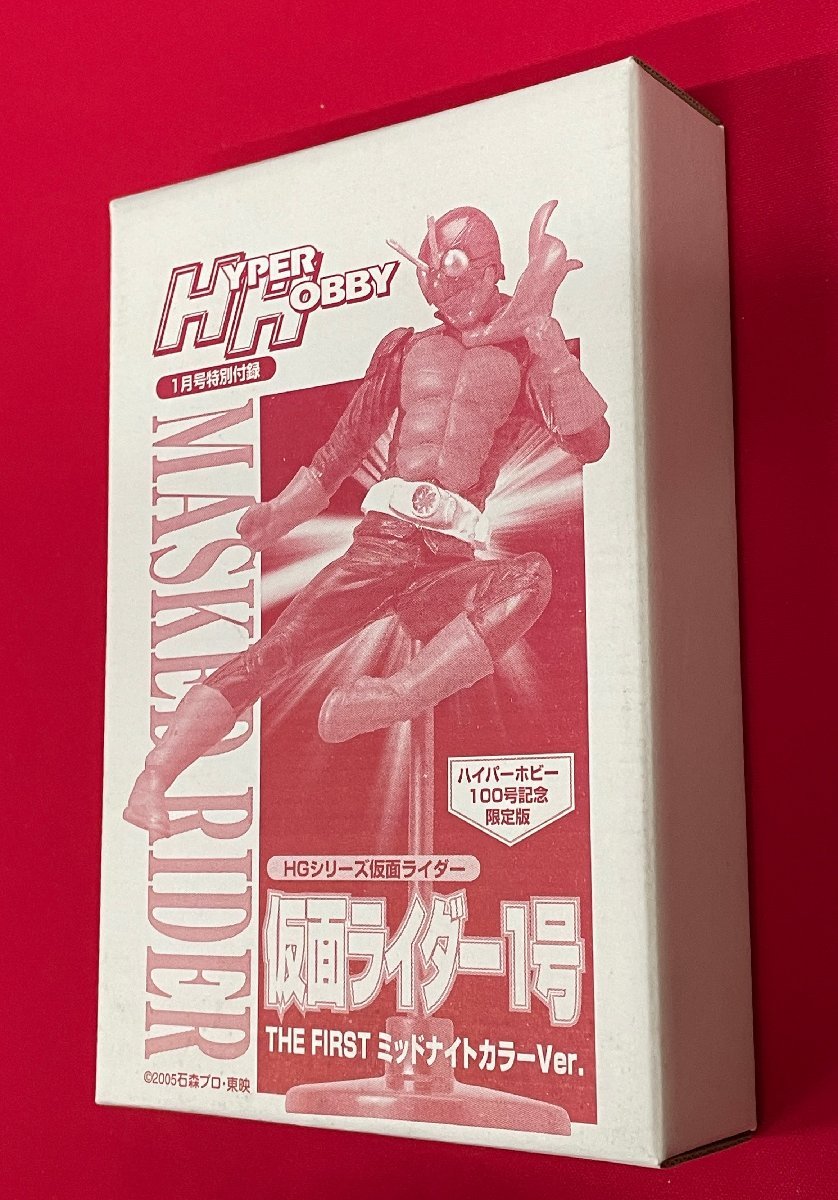 HYPER
HOBBY
1月号特別付録
MASKED RIDER
ハイパーホビー
100号記念
限定版
HGシリーズ仮面ライダー
仮面ライダー1号
THE FIRST ミッドナイトカラーVer.
©2005石森プロ・東映